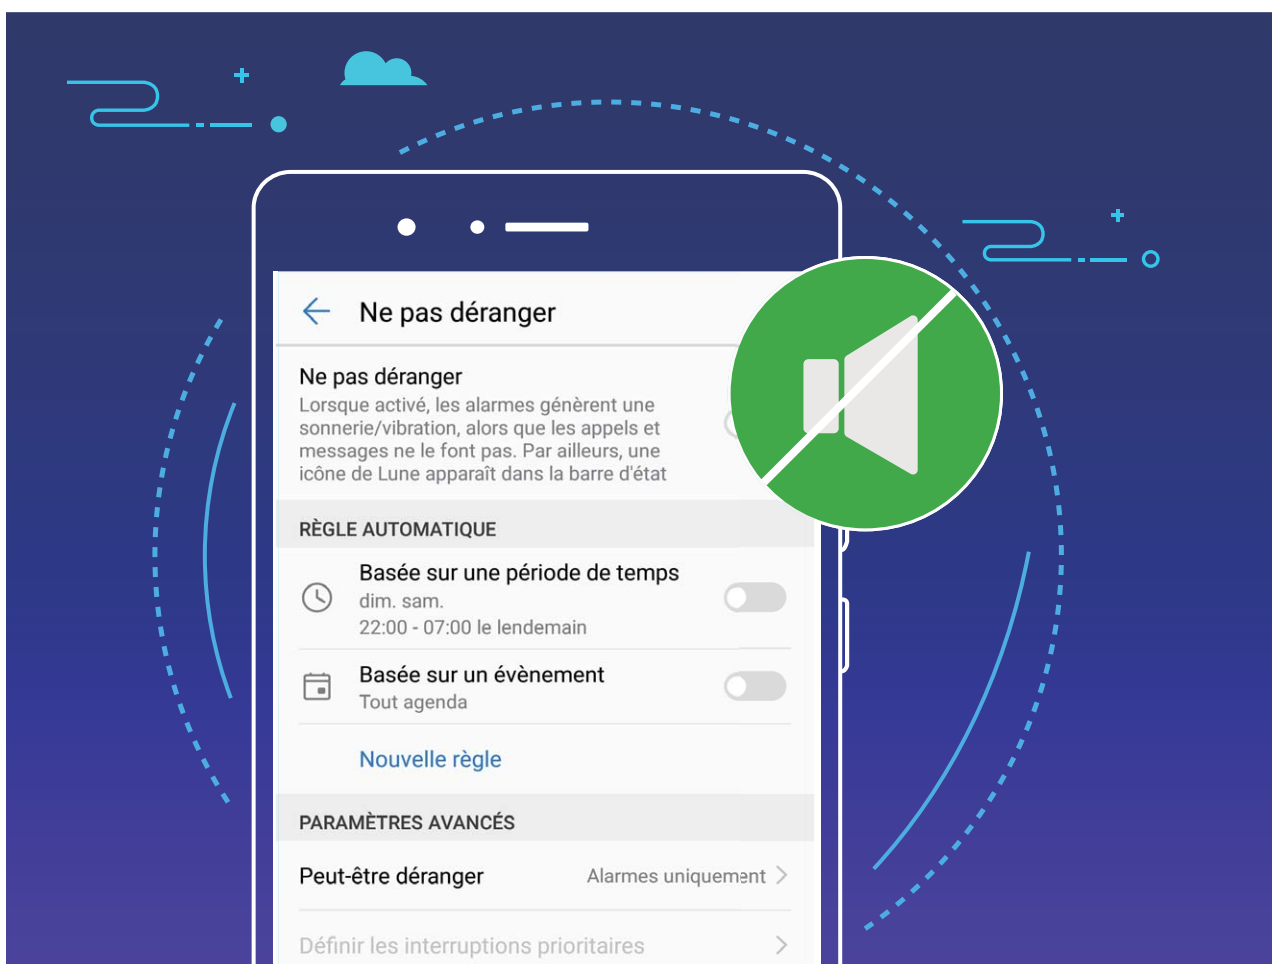 Ne pas déranger
Ne pas déranger
Lorsque activé, les alarmes génèrent une
sonnerie/vibration, alors que les appels et
messages ne le font pas. Par ailleurs, une
icône de Lune apparaît dans la barre d'état
RÈGLE AUTOMATIQUE
Basée sur une période de temps
dim. sam.
22:00 - 07:00 le lendemain
Basée sur un évènement
Tout agenda
Nouvelle règle
PARAMÈTRES AVANCÉS
Peut-être déranger Alarmes uniquement
Définir les interruptions prioritaires